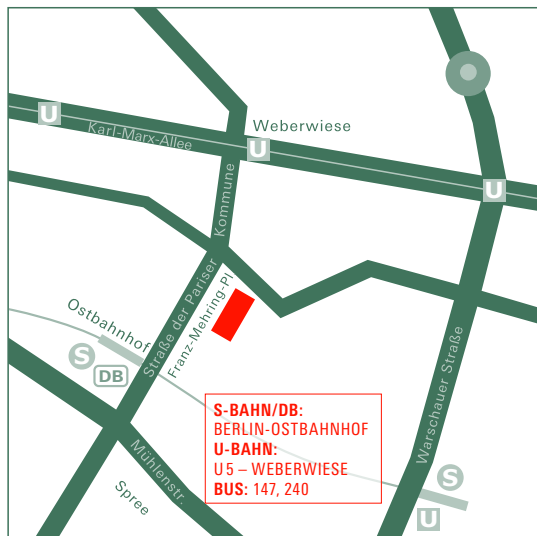 U
Karl-Marx-Allee
Weberwiese
U
U
Straße der Pariser Kommune
Franz-Mehring-Pl
Ostbahnhof
S
DB
Warschauer Straße
S-BAHN/DB:
BERLIN-OSTBAHNHOF
U-BAHN:
U5 – WEBERWIESE
BUS: 147, 240
Mühlenstr.
Spree
S
U